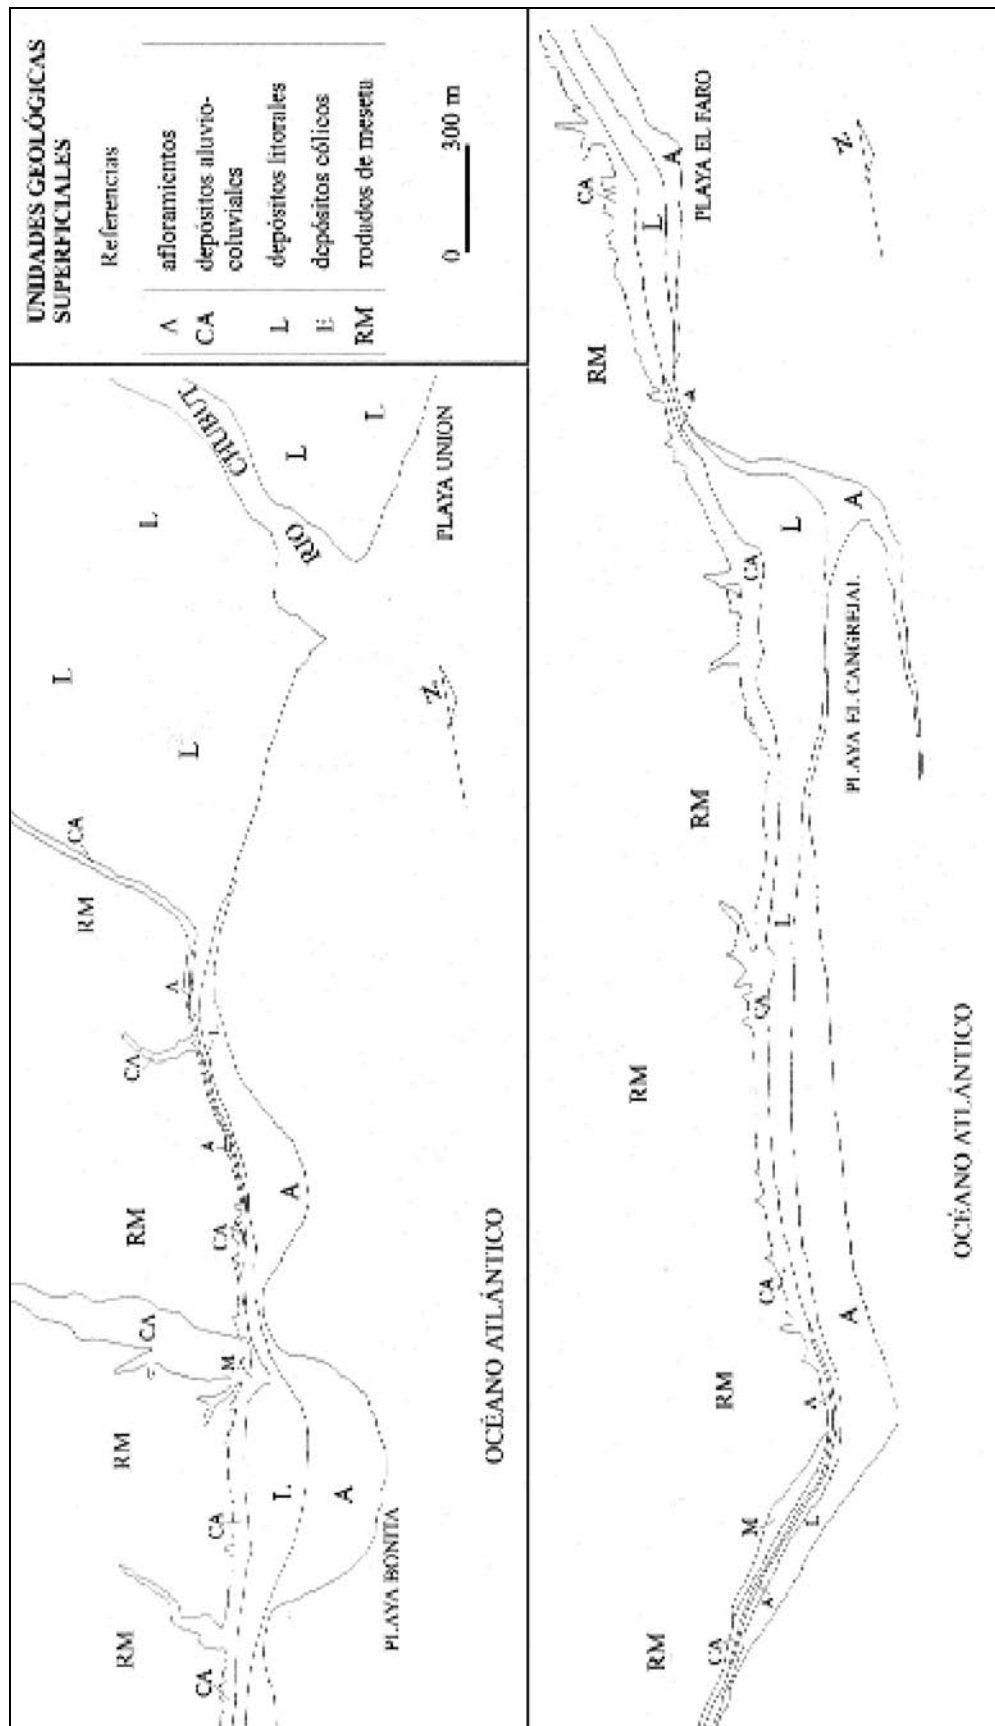 UNIDADES GEOLÓGICAS
SUPERFICIALES
Referencias
A afloramientos
CA depósitos aluvio-
coluviales
L depósitos litorales
E depósitos eólicos
RM rodados de meseta
0 300 m
RIO CHUBUT
L
L
L
L
L
PLAYA UNION
CA
RM
A
CA
L
A
A
RM
CA
CA
M
RM
CA
L
A
PLAYA BONITA
RM
CA
OCÉANO ATLÁNTICO
N
CA
A
L
PLAYA EL FARO
RM
A
N
CA
L
A
PLAYA EL CANGREJAL
RM
L
CA
RM
CA
A
OCÉANO ATLÁNTICO
RM
A
M
L
A
RM
CA